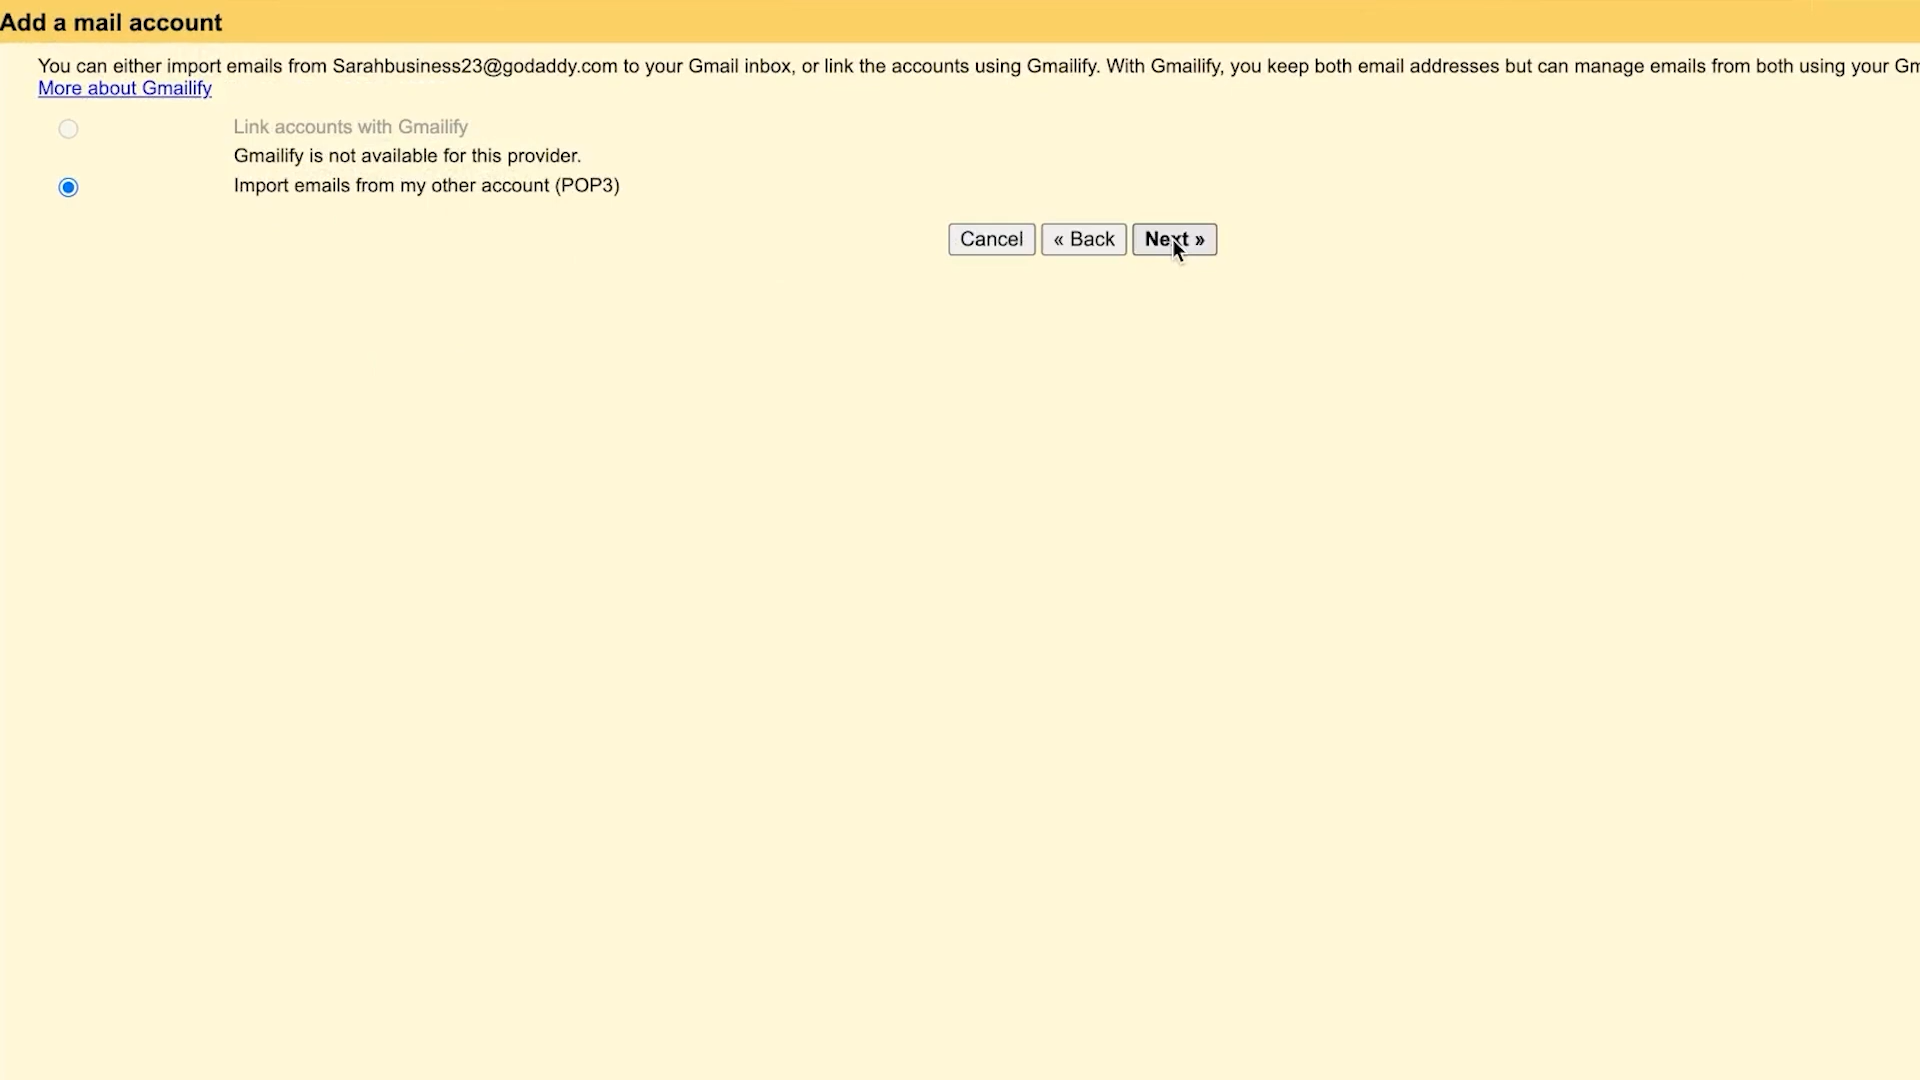 Add a mail account
You can either import emails from Sarahbusiness23@godaddy.com to your Gmail inbox, or link the accounts using Gmailify. With Gmailify, you keep both email addresses but can manage emails from both using your Gm
More about Gmailify
Link accounts with Gmailify
Gmailify is not available for this provider.
Import emails from my other account (POP3)
Cancel « Back Next »